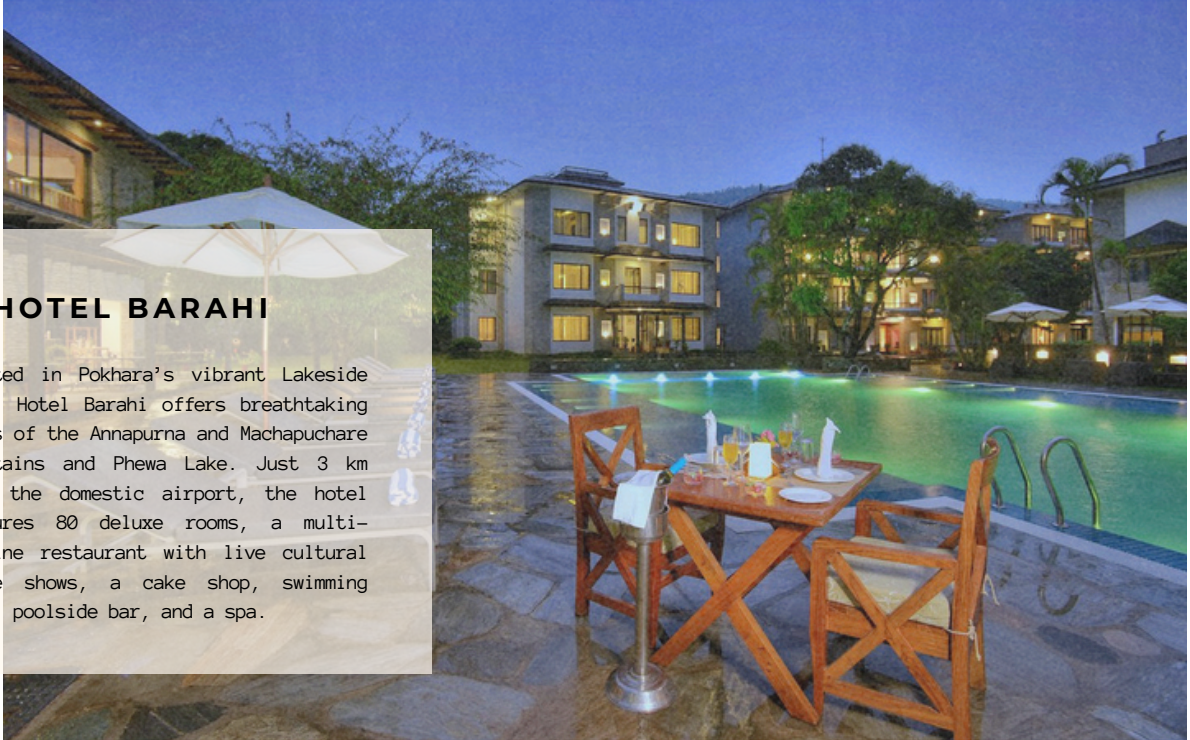 HOTEL BARAHI
ted in Pokhara’s vibrant Lakeside
Hotel Barahi offers breathtaking
s of the Annapurna and Machapuchare
tains and Phewa Lake. Just 3 km
the domestic airport, the hotel
ures 80 deluxe rooms, a multi-
ne restaurant with live cultural
e shows, a cake shop, swimming
poolside bar, and a spa.